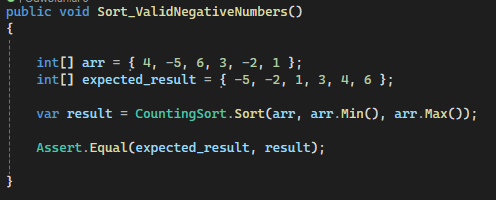 public void Sort_ValidNegativeNumbers()
{
int[] arr = { 4, -5, 6, 3, -2, 1 };
int[] expected_result = { -5, -2, 1, 3, 4, 6 };
var result = CountingSort.Sort(arr, arr.Min(), arr.Max());
Assert.Equal(expected_result, result);
}